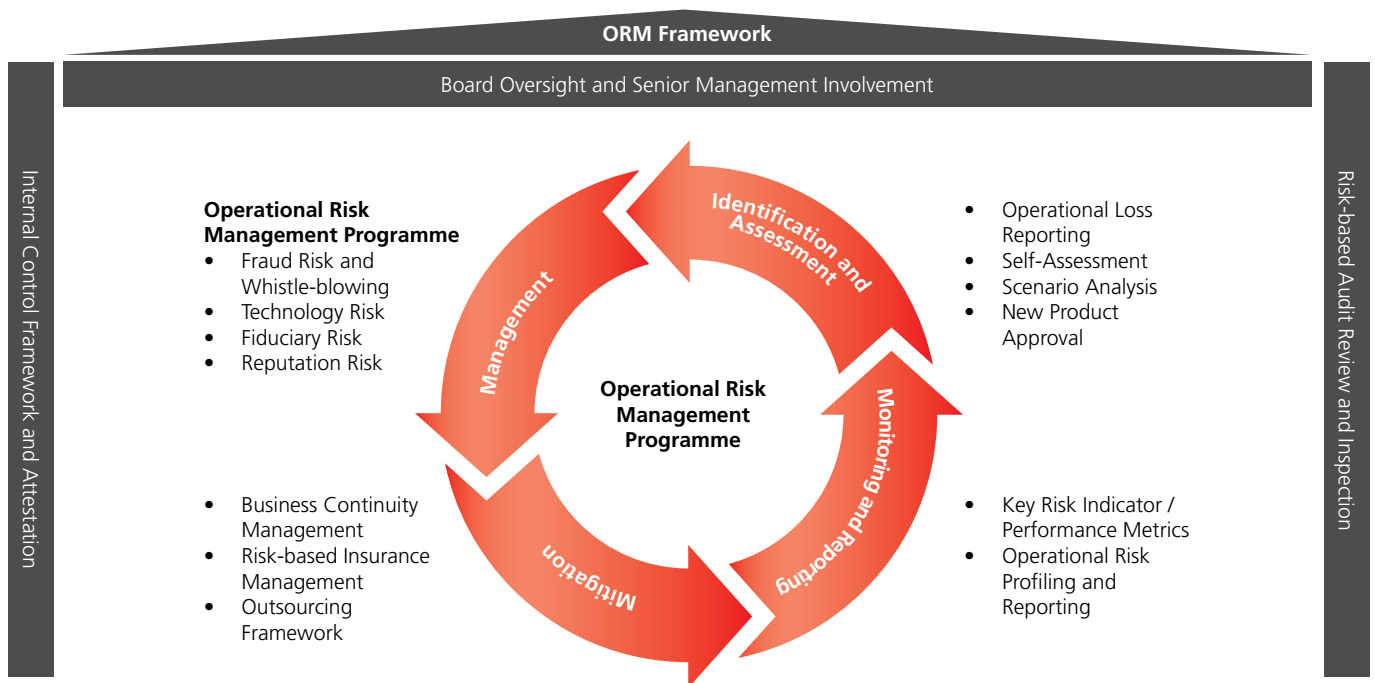 ORM Framework
Board Oversight and Senior Management Involvement
Internal Control Framework and Attestation
Operational Risk
Management Programme
• Fraud Risk and
Whistle-blowing
• Technology Risk
• Fiduciary Risk
• Reputation Risk
Management
Identification and
Assessment
• Operational Loss
Reporting
• Self-Assessment
• Scenario Analysis
• New Product
Approval
Operational Risk
Management
Programme
• Business Continuity
Management
• Risk-based Insurance
Management
• Outsourcing
Framework
Mitigation
Monitoring and Reporting
• Key Risk Indicator /
Performance Metrics
• Operational Risk
Profiling and
Reporting
Risk-based Audit Review and Inspection